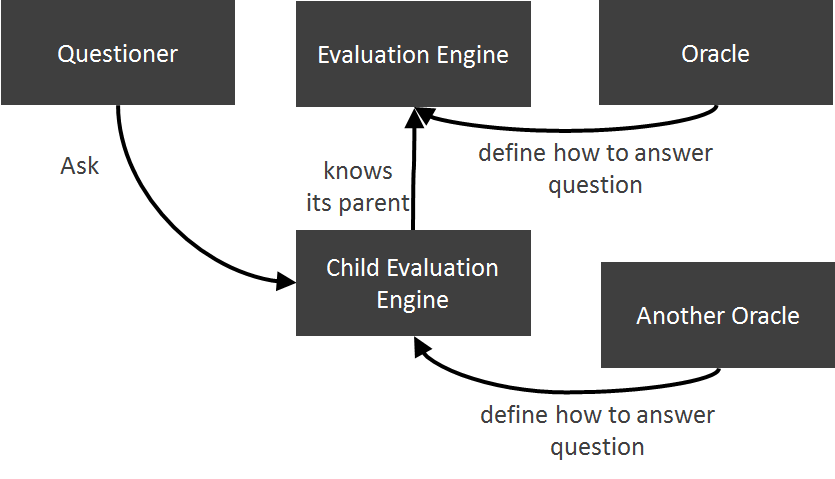 Questioner
Evaluation Engine
Oracle
Ask
knows
its parent
define how to answer
question
Child Evaluation
Engine
Another Oracle
define how to answer
question